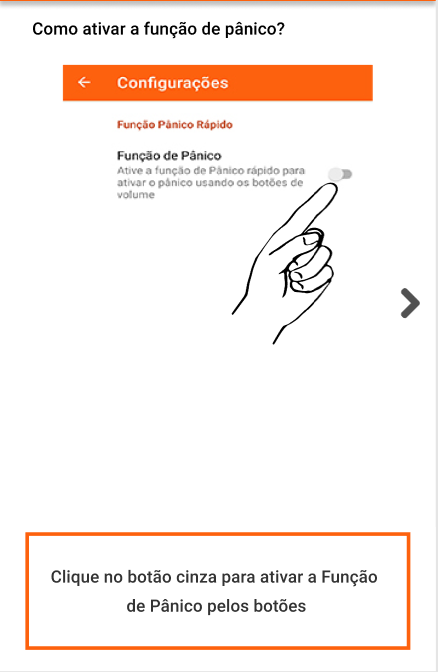 Como ativar a função de pânico?
Configurações
Função Pânico Rápido
Função de Pânico
Ative a função de Pânico rápido para
ativar o pânico usando os botões de
volume
Clique no botão cinza para ativar a Função
de Pânico pelos botões